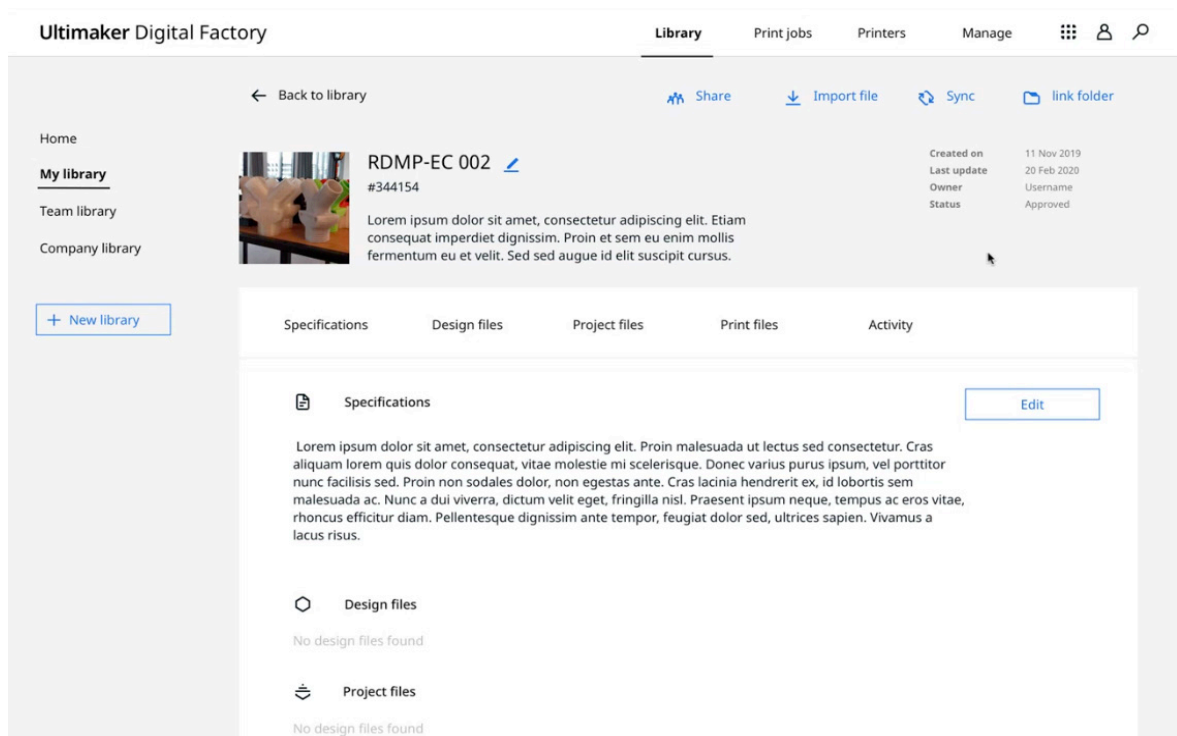 Ultimaker Digital Factory
Library
Print jobs
Printers
Manage
Back to library
Share
Import file
Sync
link folder
Home
My library
Team library
Company library
+ New library
RDMP-EC 002
#344154
Lorem ipsum dolor sit amet, consectetur adipiscing elit. Etiam
consequat imperdiet dignissim. Proin et sem eu enim mollis
fermentum eu et velit. Sed sed augue id elit suscipit cursus.
Created on 11 Nov 2019
Last update 20 Feb 2020
Owner Username
Status Approved
Specifications
Design files
Project files
Print files
Activity
Specifications
Edit
Lorem ipsum dolor sit amet, consectetur adipiscing elit. Proin malesuada ut lectus sed consectetur. Cras
aliquam lorem quis dolor consequat, vitae molestie mi scelerisque. Donec varius purus ipsum, vel porttitor
nunc facilisis sed. Proin non sodales dolor, non egestas ante. Cras lacinia hendrerit ex, id lobortis sem
malesuada ac. Nunc a dui viverra, dictum velit eget, fringilla nisl. Praesent ipsum neque, tempus ac eros vitae,
rhoncus efficitur diam. Pellentesque dignissim ante tempor, feugiat dolor sed, ultrices sapien. Vivamus a
lacus risus.
Design files
No design files found
Project files
No design files found